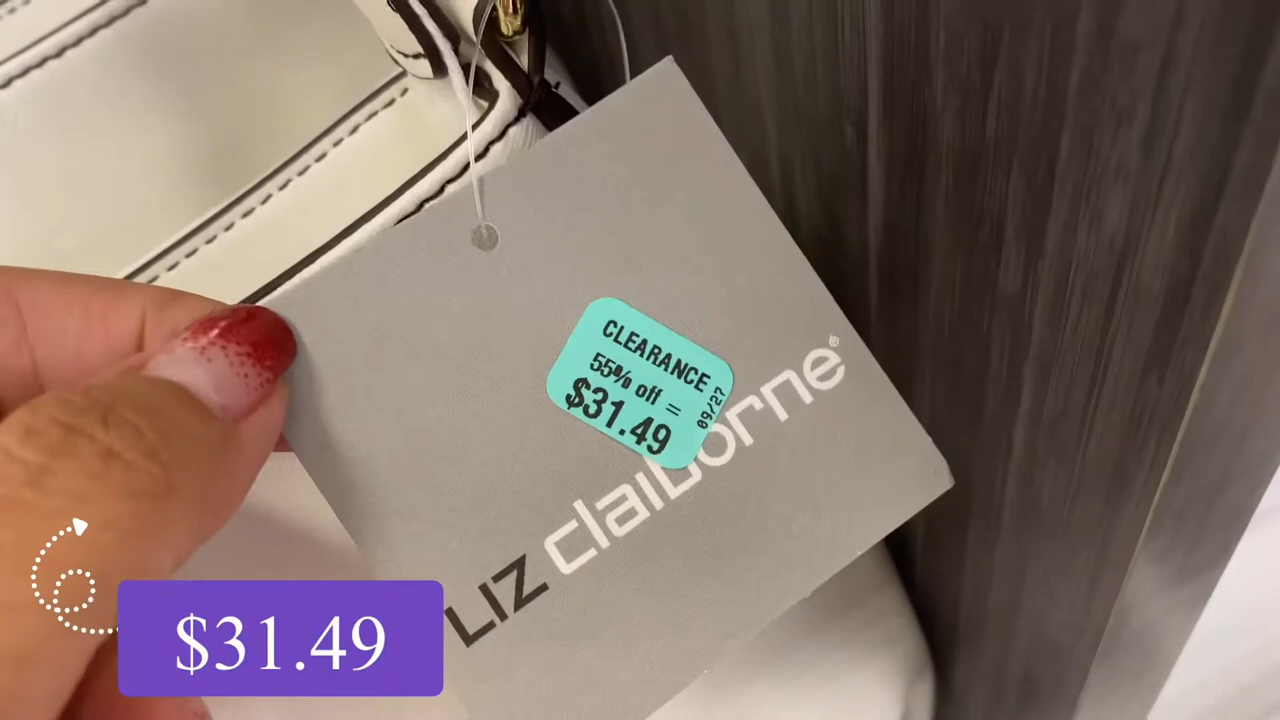 CLEARANCE
55% off =
$31.49
09/27
LIZ claiborne®
$31.49